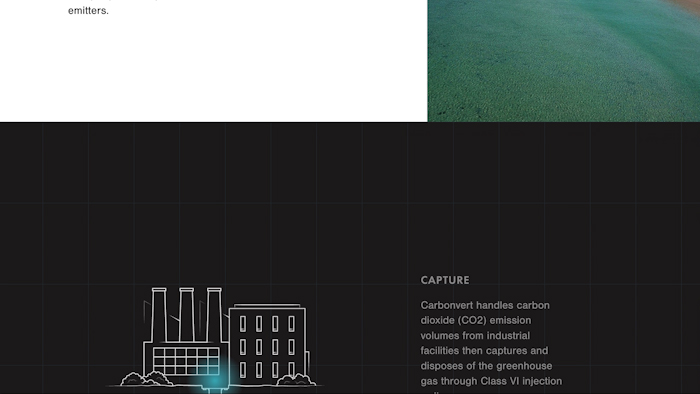 emitters.
CAPTURE
Carbonvert handles carbon
dioxide (CO2) emission
volumes from industrial
facilities then captures and
disposes of the greenhouse
gas through Class VI injection